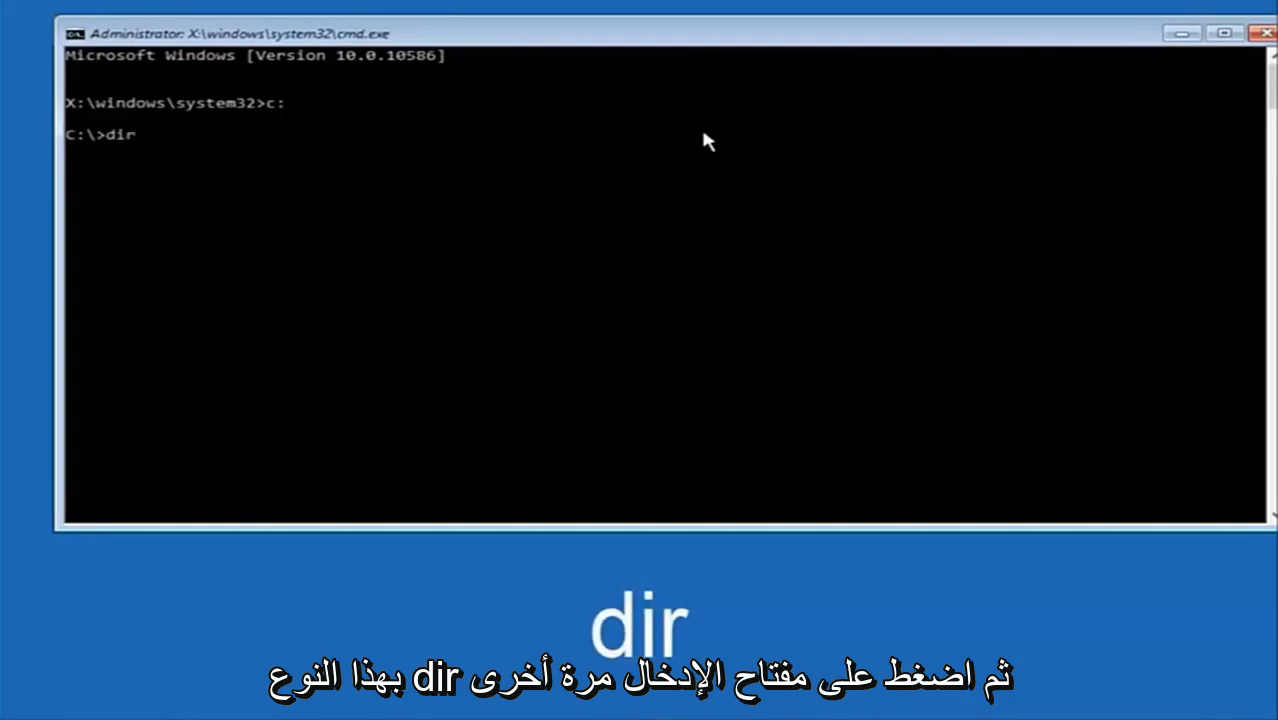 Administrator: X:\windows\system32\cmd.exe
Microsoft Windows [Version 10.0.10586]
X:\windows\system32>c:
C:\>dir
dir
ثم اضغط على مفتاح الإدخال مرة أخرى dir بهذا النوع